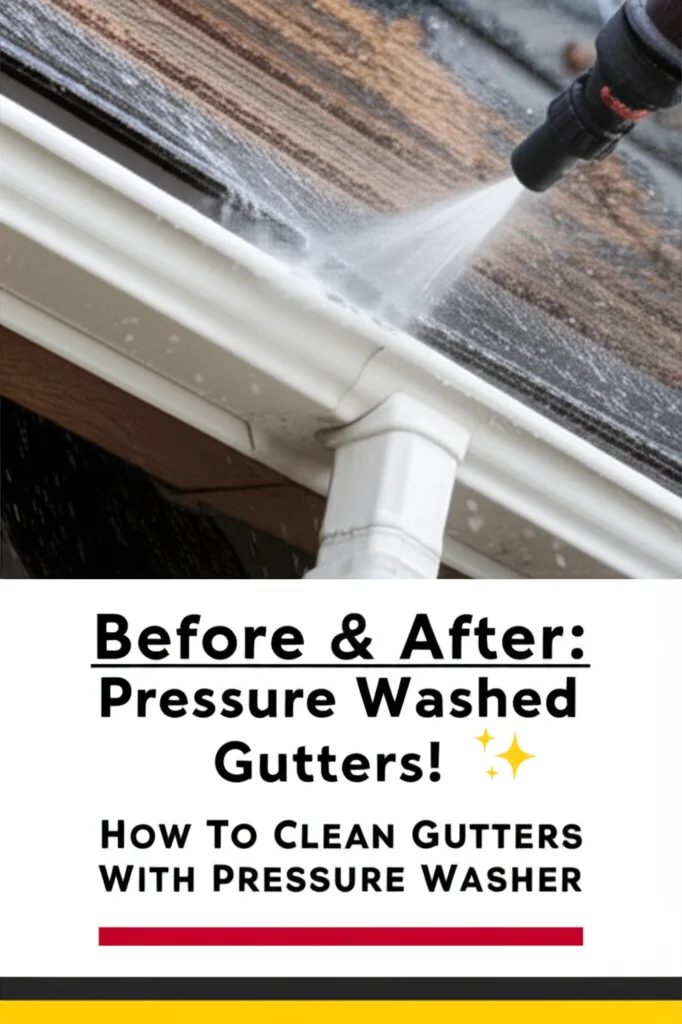 Before & After:
Pressure Washed
Gutters! ✨
How To Clean Gutters
With Pressure Washer